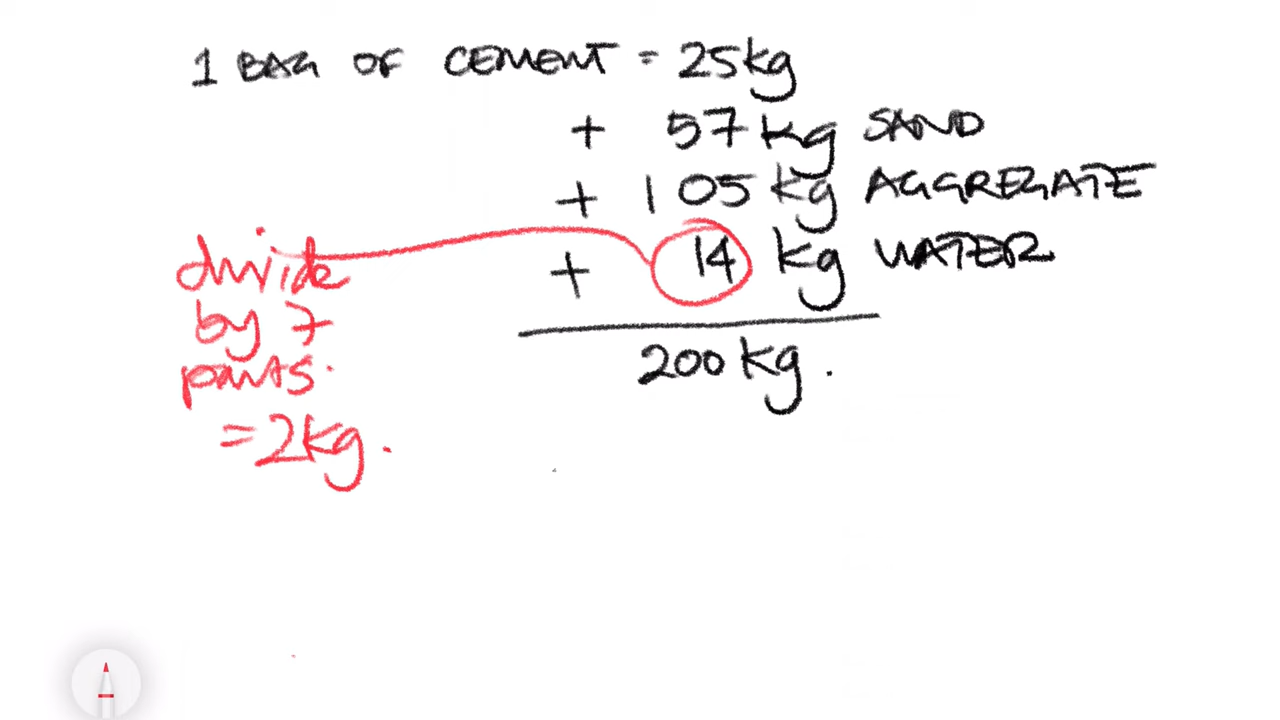 1 BAG OF CEMENT = 25kg
+ 57 kg SAND
+ 105 kg AGGREGATE
+ 14 kg WATER
200 kg.
divide
by 7
parts.
= 2kg.